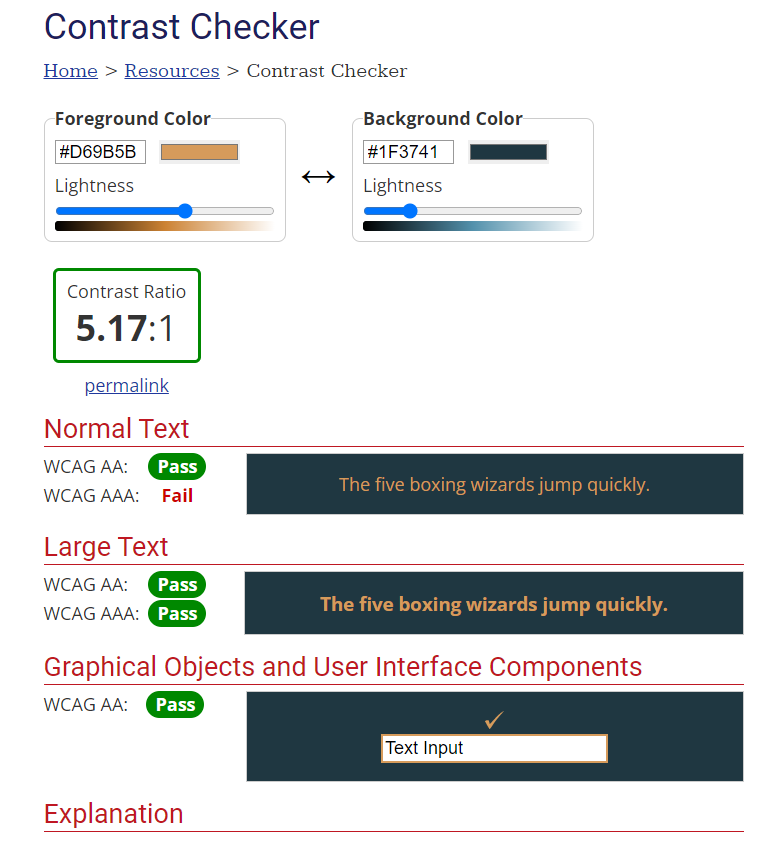 Contrast Checker
Home > Resources > Contrast Checker
Foreground Color
#D69B5B
Lightness
Background Color
#1F3741
Lightness
Contrast Ratio
5.17:1
permalink
Normal Text
WCAG AA: Pass
WCAG AAA: Fail
The five boxing wizards jump quickly.
Large Text
WCAG AA: Pass
WCAG AAA: Pass
The five boxing wizards jump quickly.
Graphical Objects and User Interface Components
WCAG AA: Pass
Text Input
Explanation